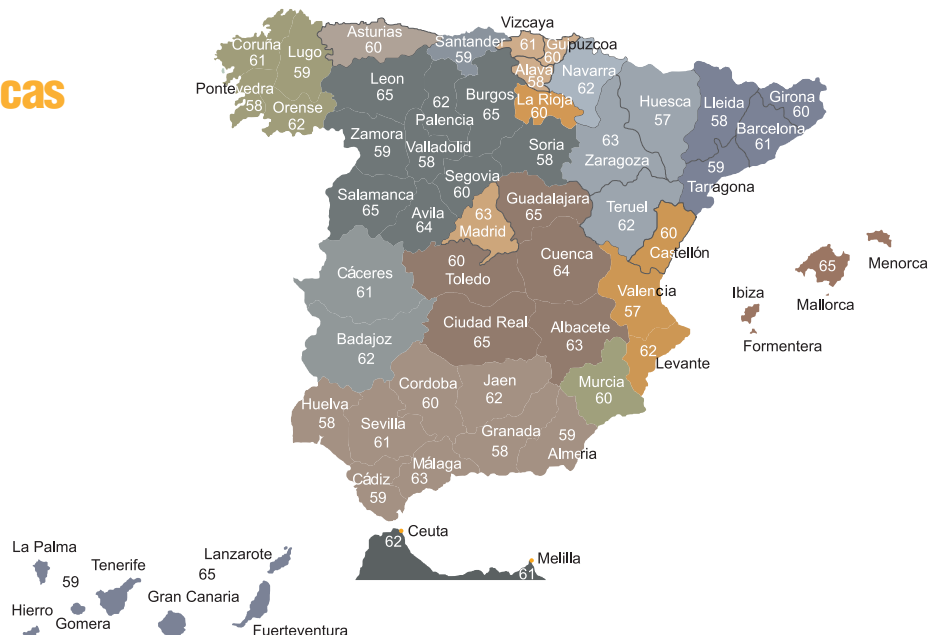 cas
Coruña
61
Lugo
59
Pontevedra
58
Orense
62
Asturias
60
Santander
59
Vizcaya
61
Guipuzcoa
60
Alava
58
Navarra
62
La Rioja
60
Leon
65
62
Palencia
Burgos
65
Zamora
59
Valladolid
58
Soria
58
Segovia
60
Salamanca
65
Avila
64
Huesca
57
63
Zaragoza
Teruel
62
Lleida
58
Girona
60
Barcelona
61
59
Tarragona
63
Madrid
Guadalajara
65
60
Toledo
Cuenca
64
Ciudad Real
65
Albacete
63
60
Castellón
Valencia
57
62
Levante
Cáceres
61
Badajoz
62
Murcia
60
Huelva
58
Sevilla
61
Cordoba
60
Jaen
62
Granada
58
59
Almeria
Málaga
63
Cádiz
59
Ibiza
Formentera
65
Mallorca
Menorca
Ceuta
62
Melilla
61
La Palma
59
Tenerife
Hierro
Gomera
Lanzarote
65
Gran Canaria
Fuerteventura